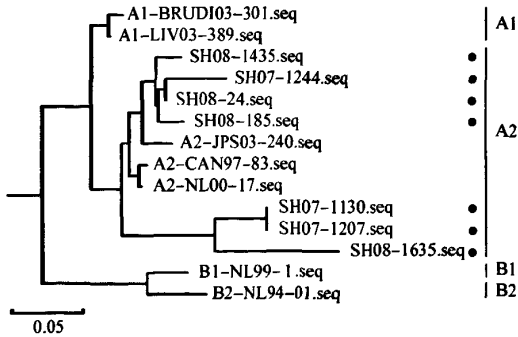 A1-BRUDI03-301.seq
A1-LIV03-389.seq
A1
SH08-1435.seq
SH07-1244.seq
SH08-24.seq
SH08-185.seq
A2
A2-JPS03-240.seq
A2-CAN97-83.seq
A2-NL00-17.seq
SH07-1130.seq
SH07-1207.seq
SH08-1635.seq
B1-NL99-1.seq
B1
B2-NL94-01.seq
B2
0.05